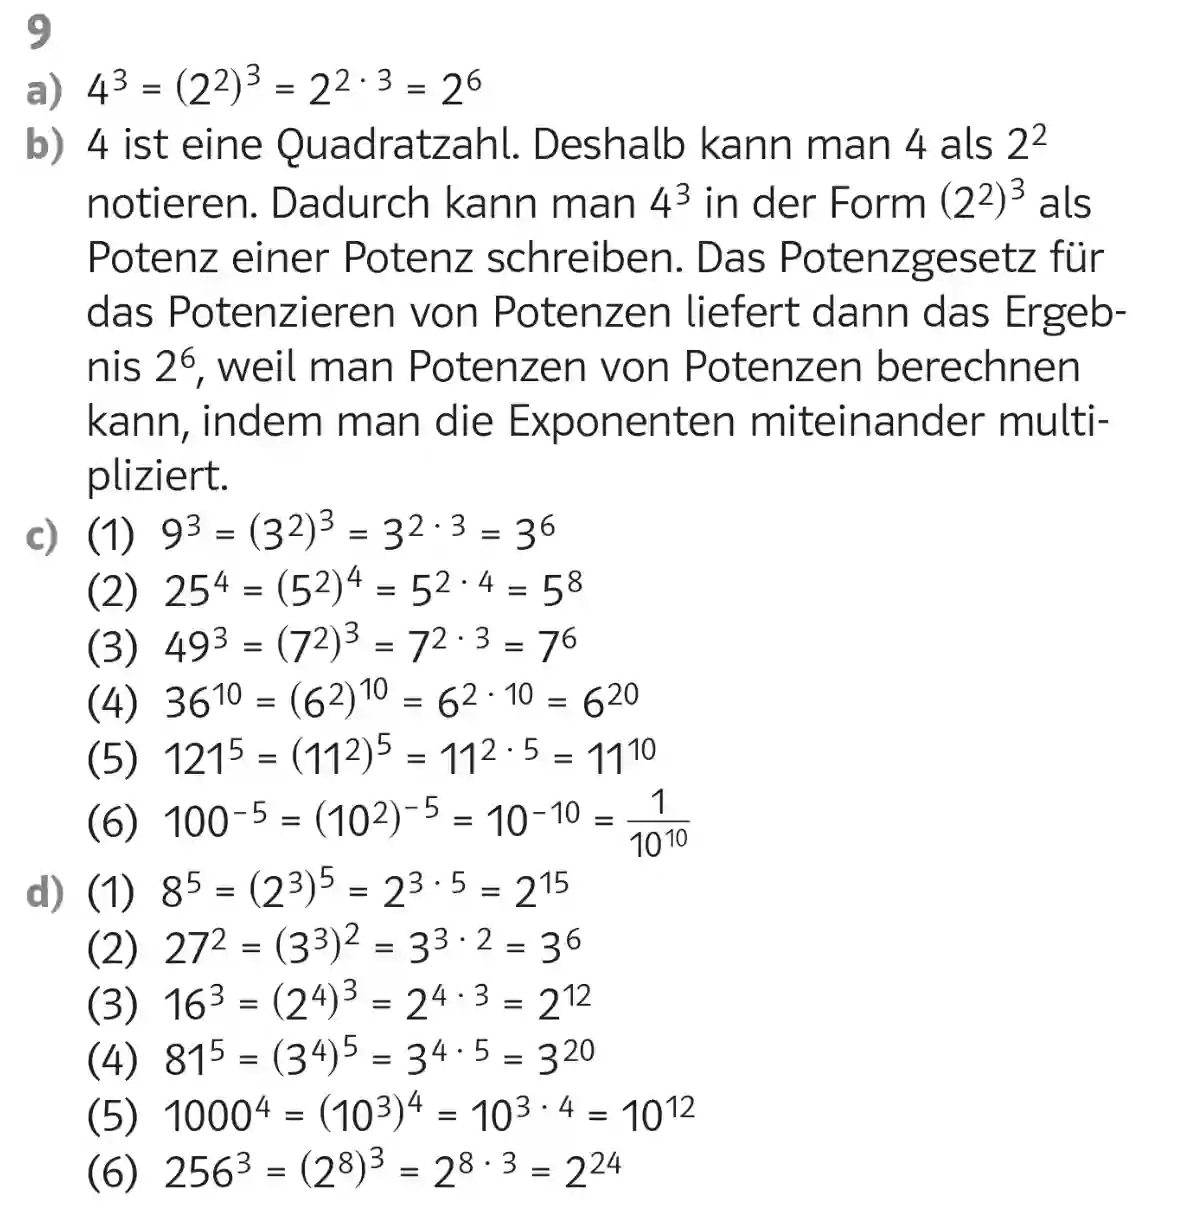 9
a) 4³ = (2²)³ = 2² · ³ = 2⁶
b) 4 ist eine Quadratzahl. Deshalb kann man 4 als 2²
notieren. Dadurch kann man 4³ in der Form (2²)³ als
Potenz einer Potenz schreiben. Das Potenzgesetz für
das Potenzieren von Potenzen liefert dann das Ergeb-
nis 2⁶, weil man Potenzen von Potenzen berechnen
kann, indem man die Exponenten miteinander multi-
pliziert.
c) (1) 9³ = (3²)³ = 3² · ³ = 3⁶
(2) 25⁴ = (5²)⁴ = 5² · ⁴ = 5⁸
(3) 49³ = (7²)³ = 7² · ³ = 7⁶
(4) 36¹⁰ = (6²)¹⁰ = 6² · ¹⁰ = 6²⁰
(5) 121⁵ = (11²)⁵ = 11² · ⁵ = 11¹⁰
(6) 100⁻⁵ = (10²)⁻⁵ = 10⁻¹⁰ = 1/10¹⁰
d) (1) 8⁵ = (2³)⁵ = 2³ · ⁵ = 2¹⁵
(2) 27² = (3³)² = 3³ · ² = 3⁶
(3) 16³ = (2⁴)³ = 2⁴ · ³ = 2¹²
(4) 81⁵ = (3⁴)⁵ = 3⁴ · ⁵ = 3²⁰
(5) 1000⁴ = (10³)⁴ = 10³ · ⁴ = 10¹²
(6) 256³ = (2⁸)³ = 2⁸ · ³ = 2²⁴